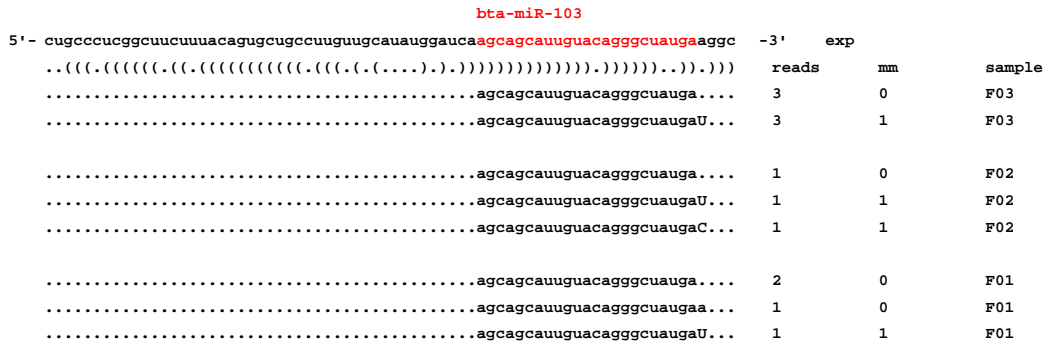 bta-miR-103
5'- cugcccucggcuucuuuacagugcugccuuguugcauauggaucaagcagcauuguacagggcuaugaaggc -3' exp
..(((.((((((.((.(((((((((((.(((.(.(....).).)))))))))))))).))))))..)).))) reads mm sample
.............................................agcagcauuguacagggcuauga.... 3 0 F03
.............................................agcagcauuguacagggcuaugaU... 3 1 F03
.............................................agcagcauuguacagggcuauga.... 1 0 F02
.............................................agcagcauuguacagggcuaugaU... 1 1 F02
.............................................agcagcauuguacagggcuaugaC... 1 1 F02
.............................................agcagcauuguacagggcuauga.... 2 0 F01
.............................................agcagcauuguacagggcuaugaa... 1 0 F01
.............................................agcagcauuguacagggcuaugaU... 1 1 F01